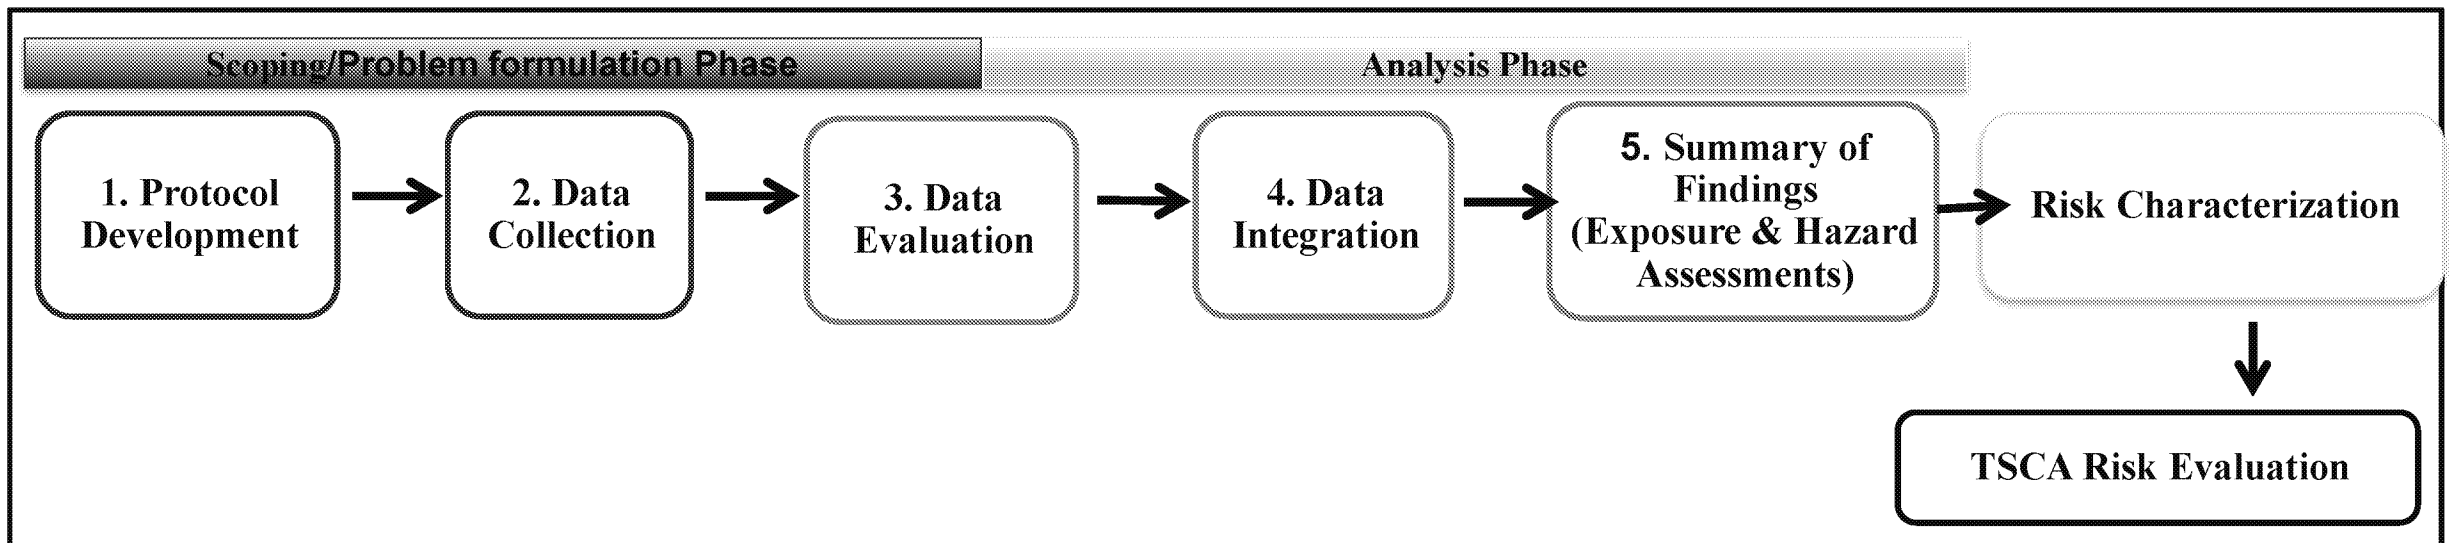 Scoping/Problem formulation Phase
Analysis Phase
1. Protocol
Development
2. Data
Collection
3. Data
Evaluation
4. Data
Integration
5. Summary of
Findings
(Exposure & Hazard
Assessments)
Risk Characterization
TSCA Risk Evaluation